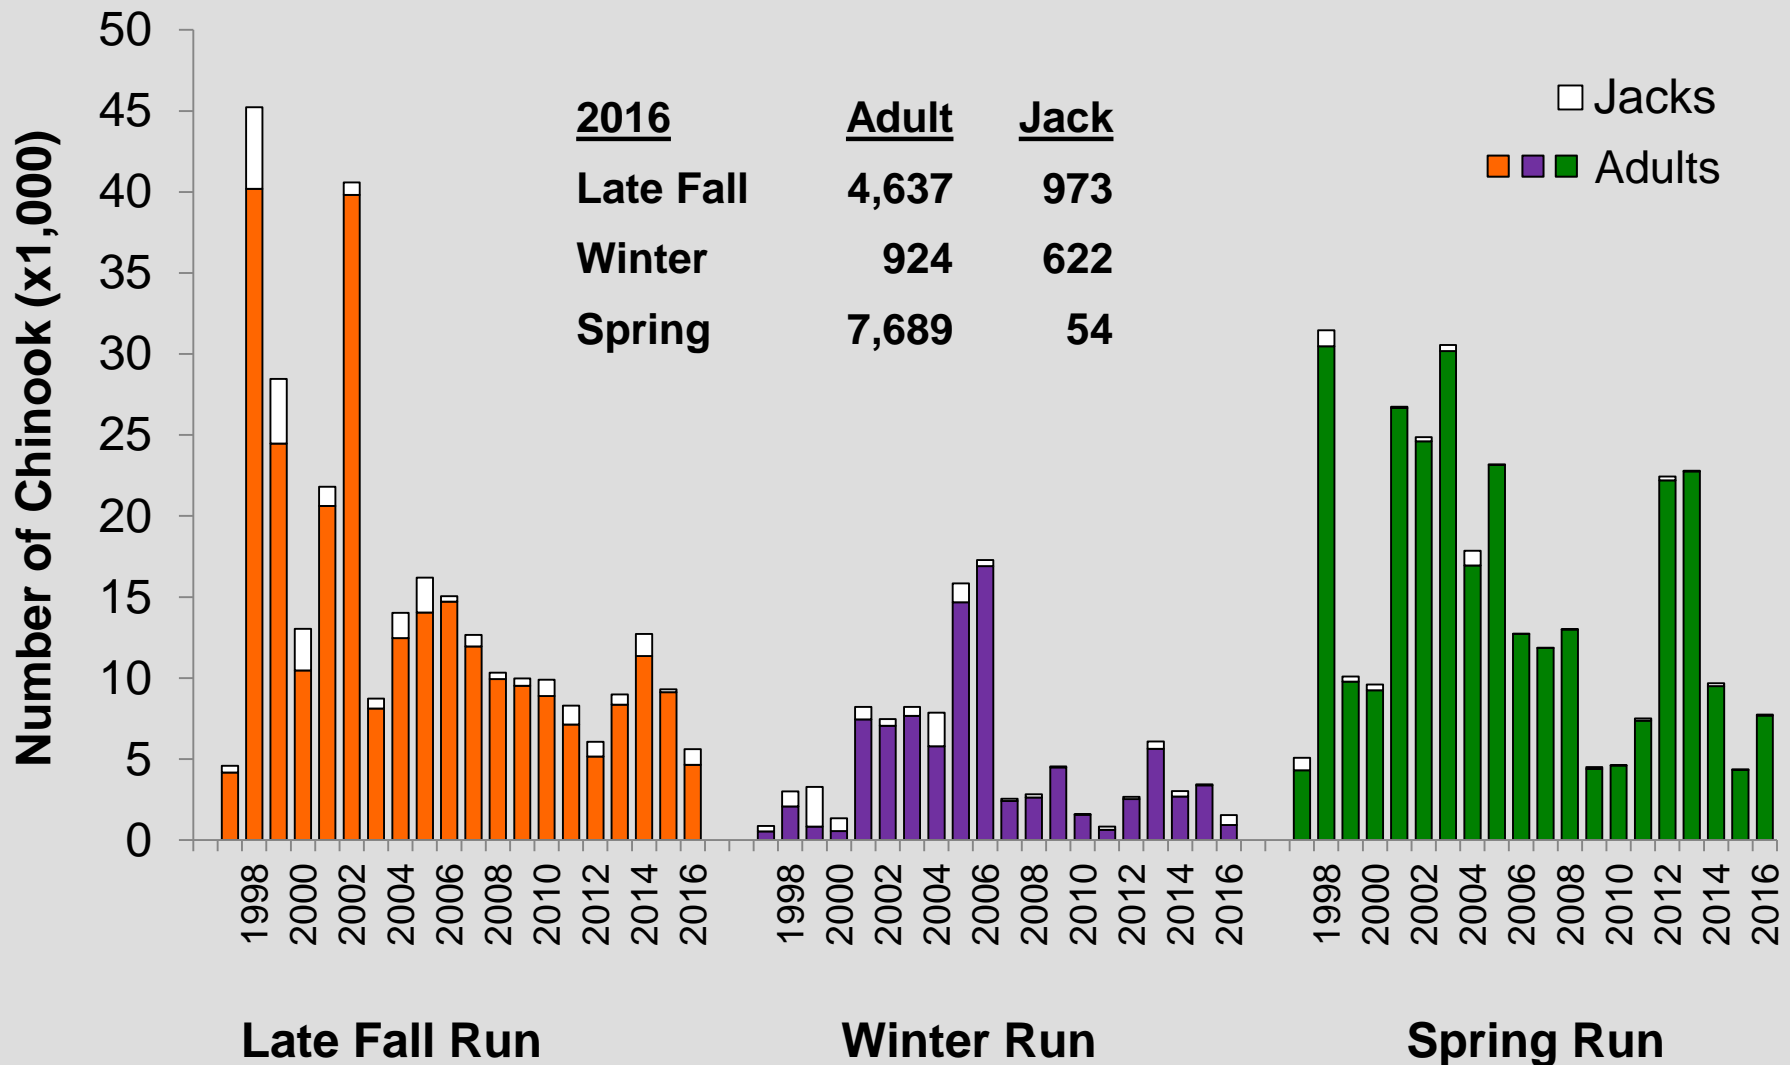 Number of Chinook (x1,000)
50
45
40
35
30
25
20
15
10
5
0
2016 Adult Jack
Late Fall 4,637 973
Winter 924 622
Spring 7,689 54
Jacks
Adults
1998 2000 2002 2004 2006 2008 2010 2012 2014 2016
1998 2000 2002 2004 2006 2008 2010 2012 2014 2016
1998 2000 2002 2004 2006 2008 2010 2012 2014 2016
Late Fall Run
Winter Run
Spring Run